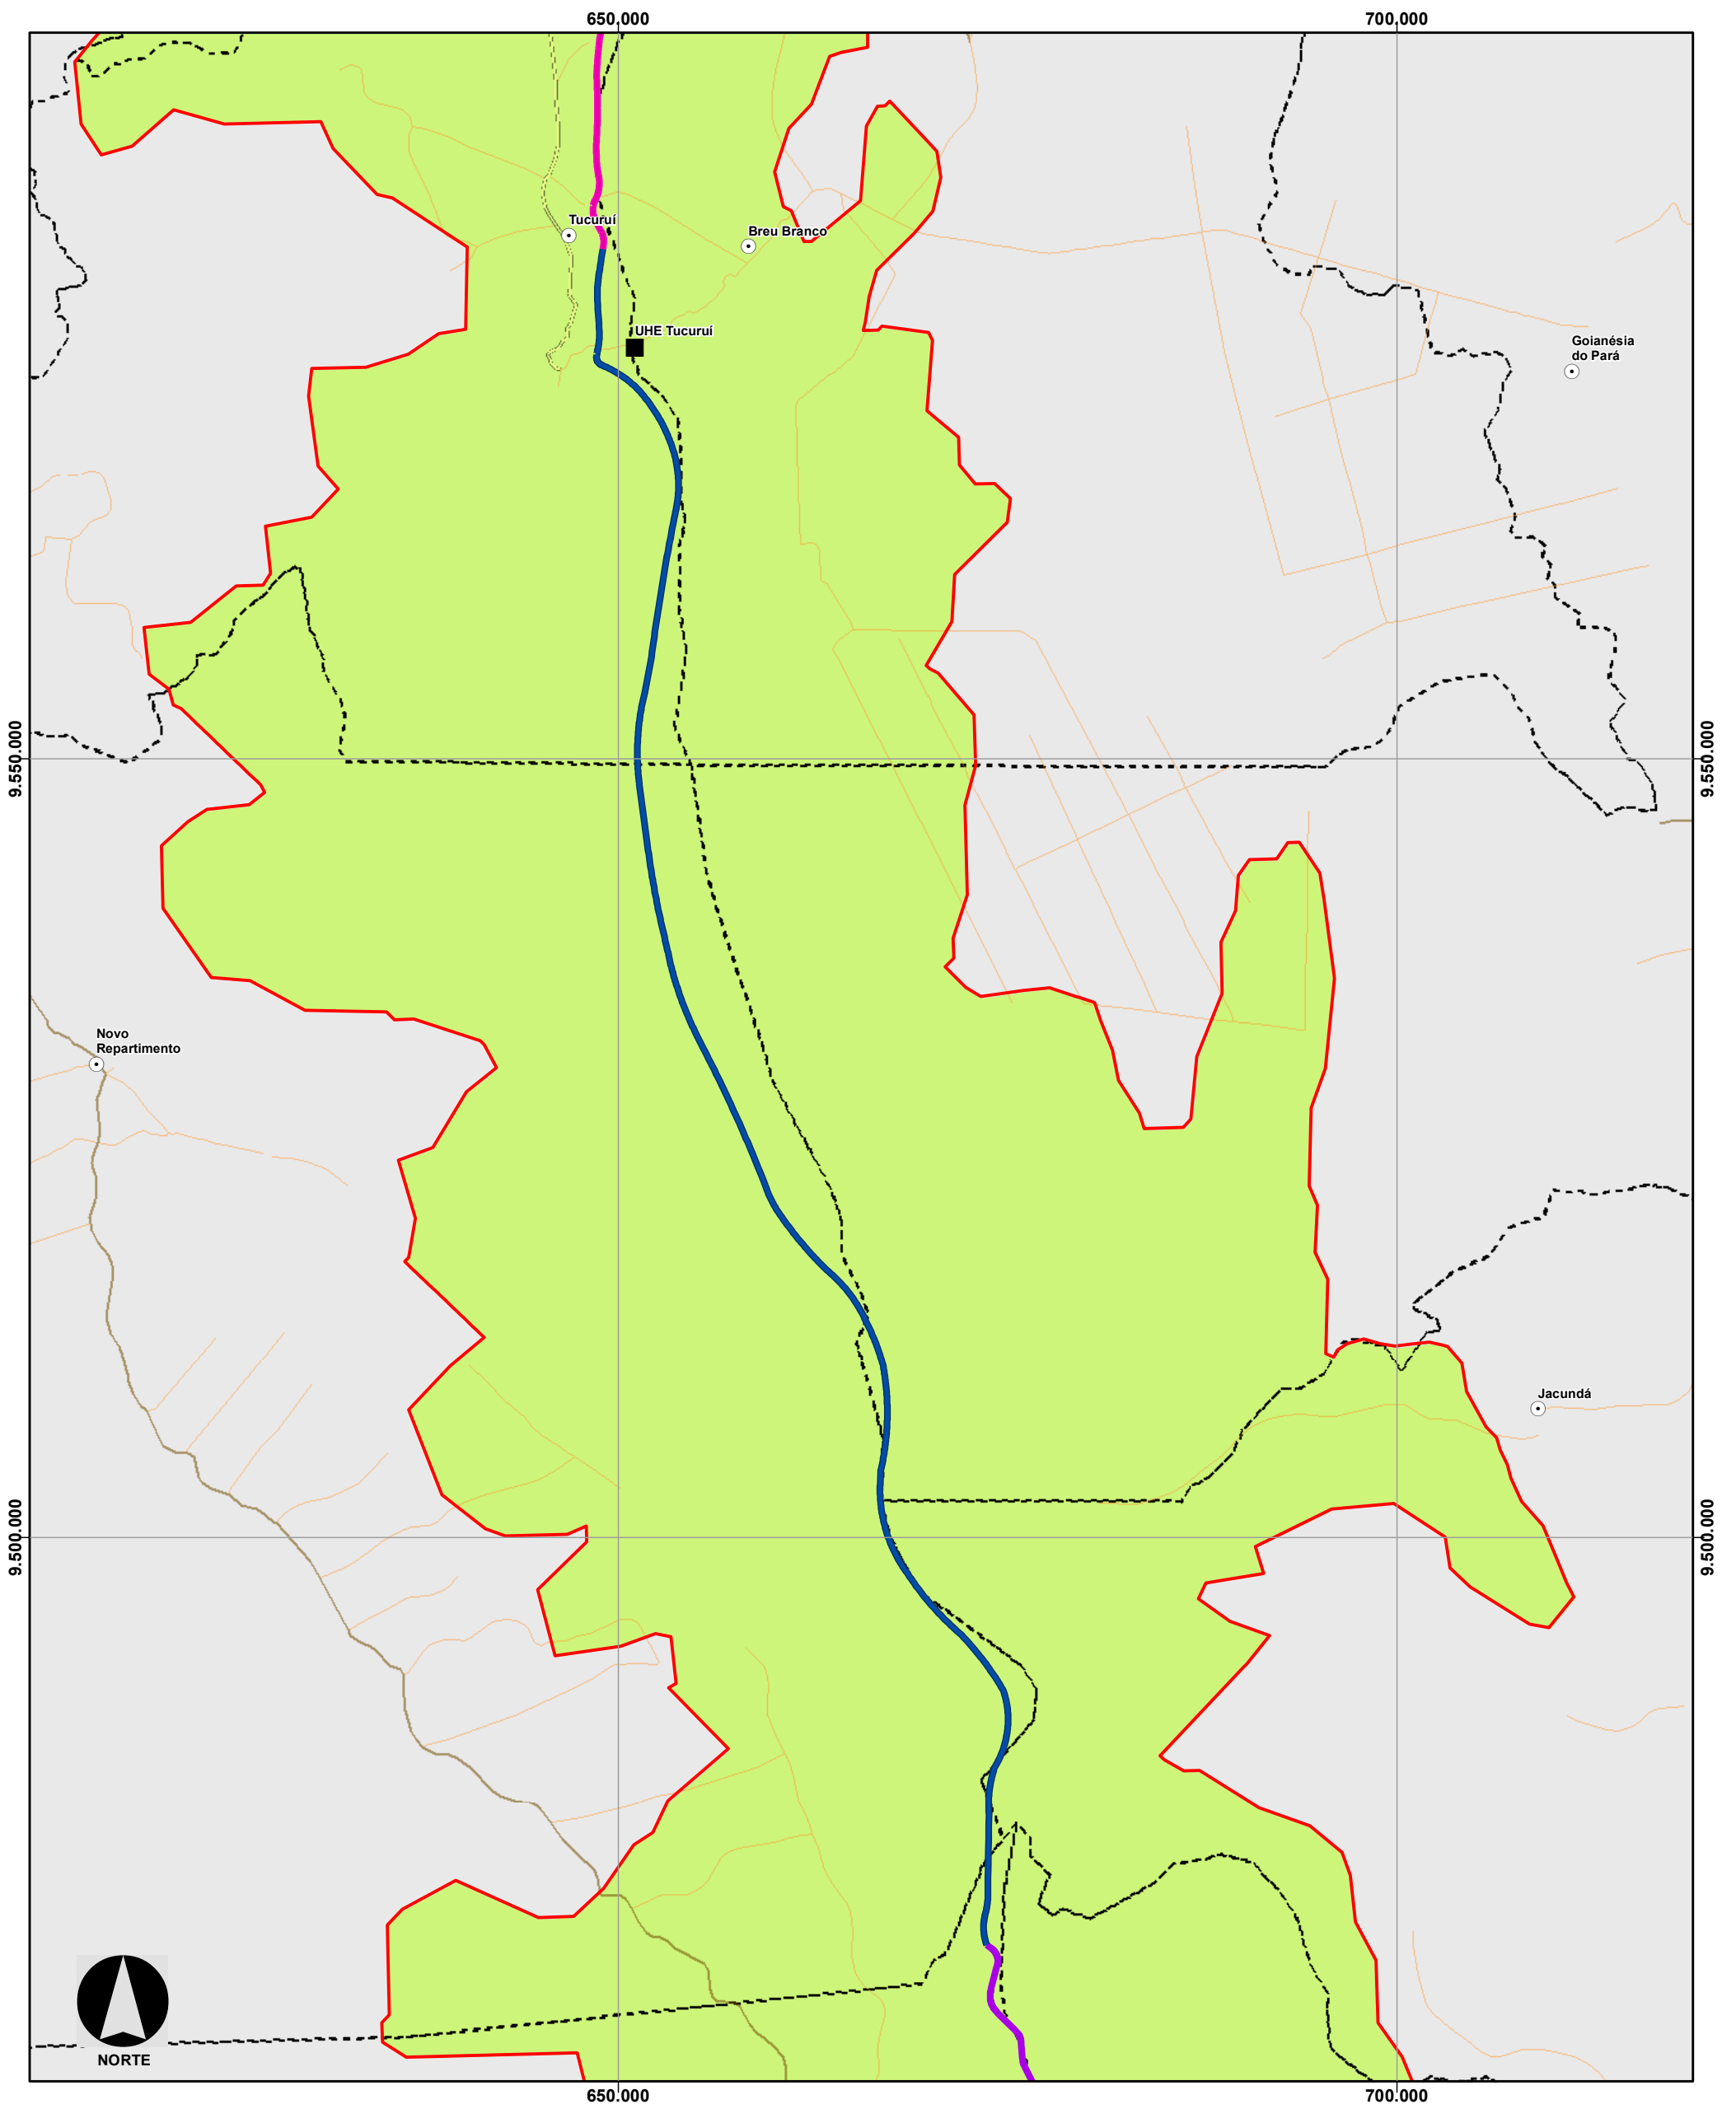 650.000
700.000
Tucuruí
Breu Branco
UHE Tucuruí
Goianésia
do Pará
9.550.000
9.550.000
Novo
Repartimento
Jacundá
9.500.000
9.500.000
NORTE
650.000
700.000